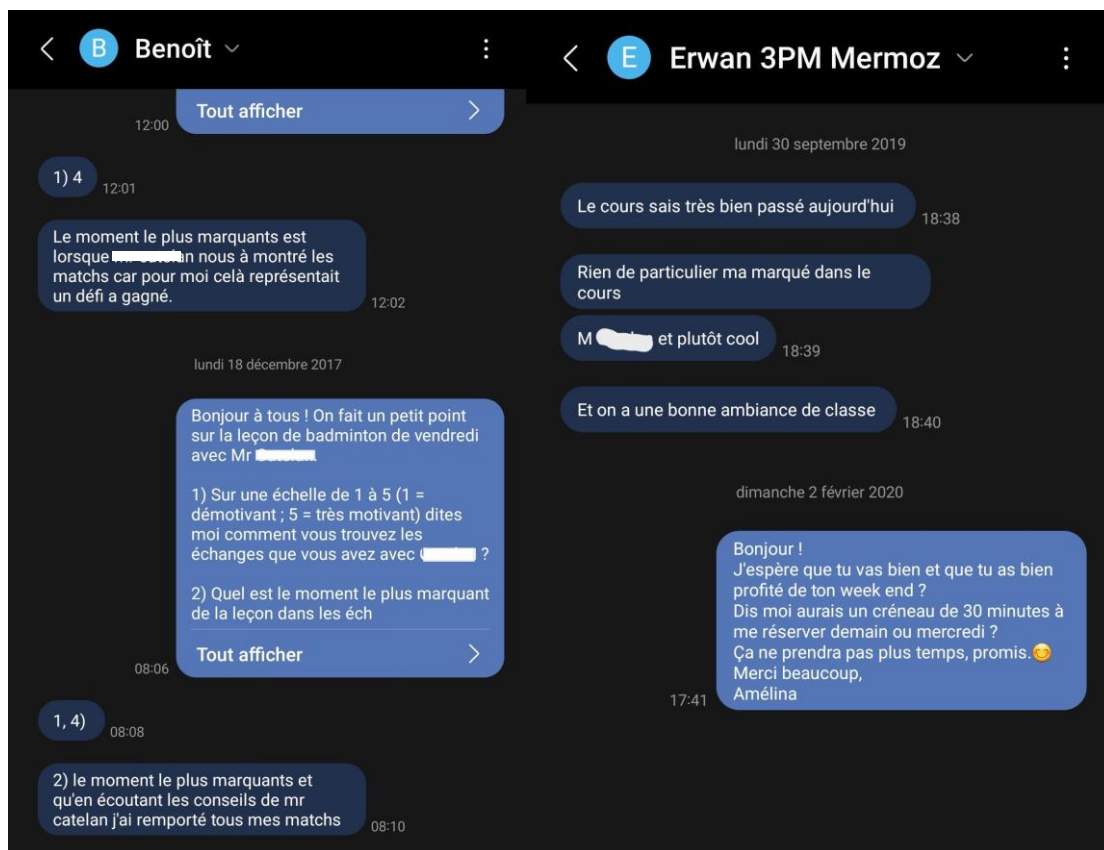 Benoît
Tout afficher
12:00
1) 4
12:01
Le moment le plus marquants est
lorsque nous à montré les
matchs car pour moi celà représentait
un défi a gagné.
12:02
lundi 18 décembre 2017
Bonjour à tous ! On fait un petit point
sur la leçon de badminton de vendredi
avec Mr
1) Sur une échelle de 1 à 5 (1 =
démotivant ; 5 = très motivant) dites
moi comment vous trouvez les
échanges que vous avez avec ?
2) Quel est le moment le plus marquant
de la leçon dans les éch
Tout afficher
08:06
1, 4)
08:08
2) le moment le plus marquants et
qu'en écoutant les conseils de mr
catelan j'ai remporté tous mes matchs
08:10
Erwan 3PM Mermoz
lundi 30 septembre 2019
Le cours sais très bien passé aujourd'hui
18:38
Rien de particulier ma marqué dans le
cours
M et plutôt cool
18:39
Et on a une bonne ambiance de classe
18:40
dimanche 2 février 2020
Bonjour !
J'espère que tu vas bien et que tu as bien
profité de ton week end ?
Dis moi aurais un créneau de 30 minutes à
me réserver demain ou mercredi ?
Ça ne prendra pas plus temps, promis.😊
Merci beaucoup,
Amélina
17:41